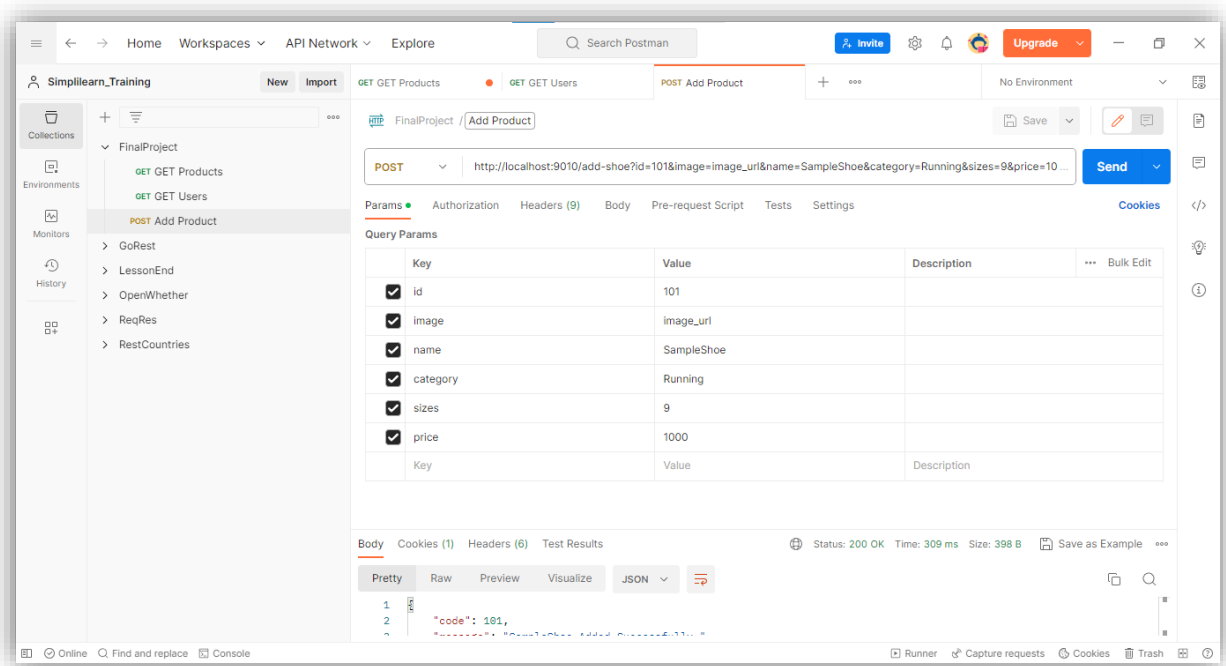 Home Workspaces API Network Explore Search Postman Invite Upgrade
Simplilearn_Training New Import GET GET Products GET GET Users POST Add Product No Environment
Collections
Environments
Monitors
History
FinalProject
GET GET Products
GET GET Users
POST Add Product
GoRest
LessonEnd
OpenWhether
ReqRes
RestCountries
HTTP FinalProject / Add Product Save
POST http://localhost:9010/add-shoe?id=101&image=image_url&name=SampleShoe&category=Running&sizes=9&price=10 ... Send
Params Authorization Headers (9) Body Pre-request Script Tests Settings Cookies
Query Params
Key Value Description Bulk Edit
id 101
image image_url
name SampleShoe
category Running
sizes 9
price 1000
Key Value Description
Body Cookies (1) Headers (6) Test Results Status: 200 OK Time: 309 ms Size: 398 B Save as Example
Pretty Raw Preview Visualize JSON
1 {
2 "code": 101,
Online Find and replace Console Runner Capture requests Cookies Trash